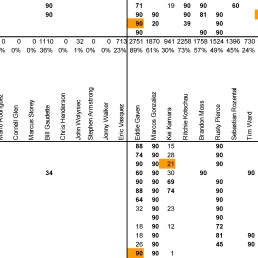 90 71 19 90 90 60
90 90 90 90 81 90
90 20 39 90
90 90 90
0 0 0 1110 0 32 0 0 713 2751 1870 941 2258 1758 1524 1396 730
0% 0% 36% 0% 1% 0% 0% 23% 89% 61% 30% 73% 57% 49% 45% 24%
Mario Rodriguez
Cornell Glen
Marcus Storey
Bill Gaudette
Chris Henderson
John Wolyniec
Stephen Armstrong
Jonny Walker
Eric Vasquez
Eddie Gaven
Marcos Gonzalez
Kei Kamara
Ritchie Kotschau
Brandon Moss
Rusty Pierce
Sebastian Rozental
Tim Ward
88 90 15
74 90 28
90 90 21
34 60 90 30 90 90
90 90 69
88 90 74
64 90
32 90 23
90 90
18 90 12 72
18 90 81 90
26 90 45 90
90 90 1